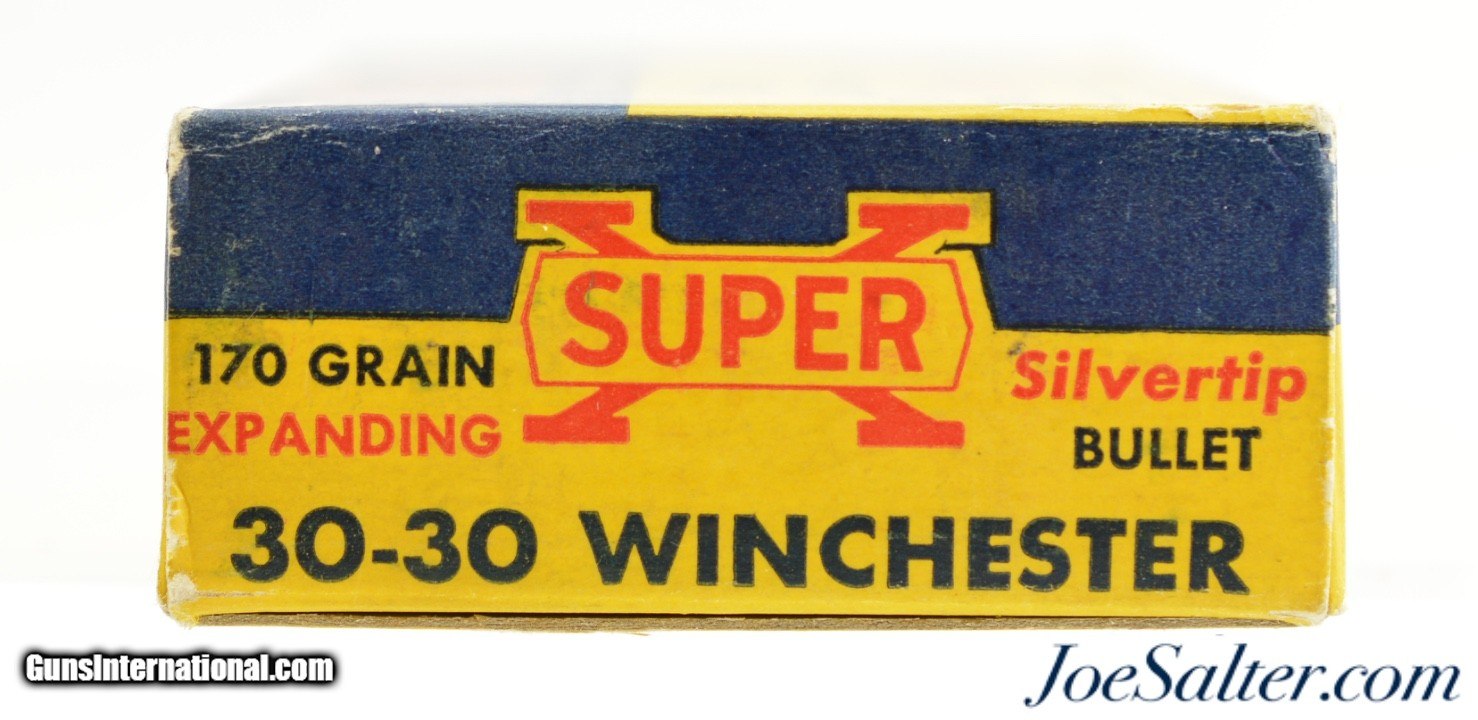 X
SUPER
170 GRAIN
EXPANDING
Silvertip
BULLET
30-30 WINCHESTER
GunsInternational.com
JoeSalter.com